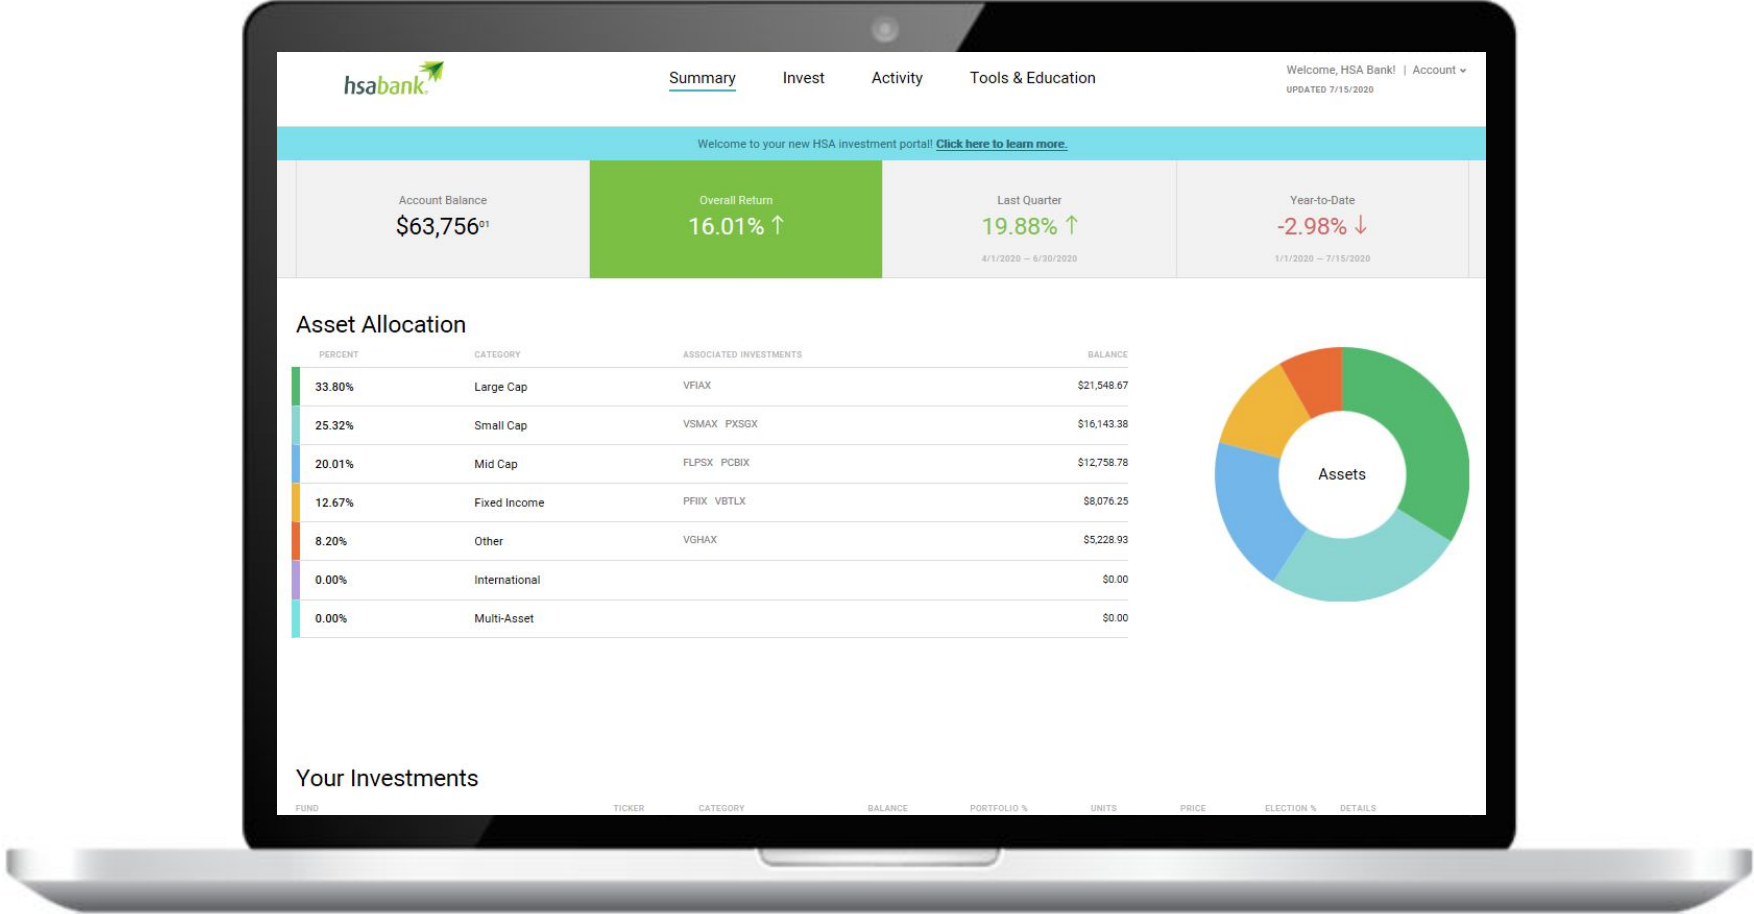 hsabank.
Summary Invest Activity Tools & Education
Welcome, HSA Bank! | Account
UPDATED 7/15/2020
Welcome to your new HSA investment portal! Click here to learn more.
Account Balance
$63,756 01
Overall Return
16.01% ↑
Last Quarter
19.88% ↑
4/1/2020 – 6/30/2020
Year-to-Date
-2.98% ↓
1/1/2020 – 7/15/2020
Asset Allocation
PERCENT CATEGORY ASSOCIATED INVESTMENTS BALANCE
33.80% Large Cap VFIAX $21,548.67
25.32% Small Cap VSMAX PXSGX $16,143.38
20.01% Mid Cap FLPSX PCBIX $12,758.78
12.67% Fixed Income PFIIX VBTLX $8,076.25
8.20% Other VGHAX $5,228.93
0.00% International $0.00
0.00% Multi-Asset $0.00
Assets
Your Investments
FUND TICKER CATEGORY BALANCE PORTFOLIO % UNITS PRICE ELECTION % DETAILS